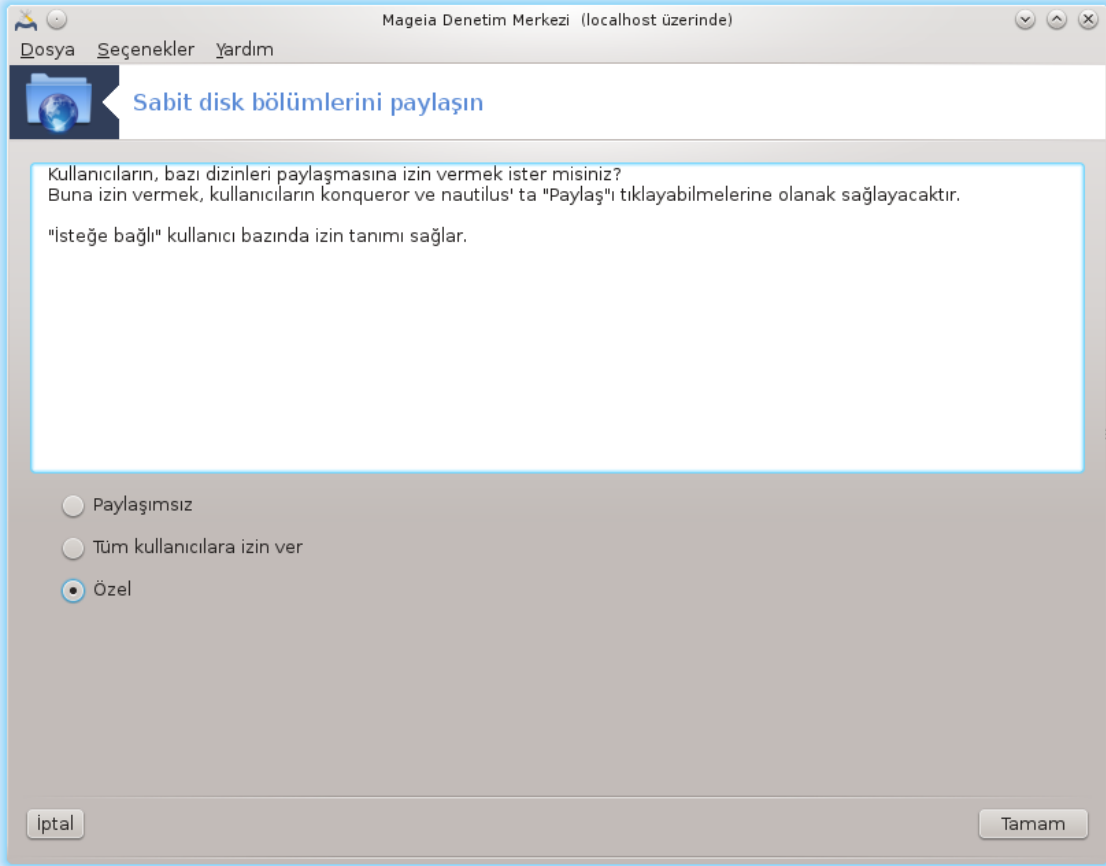 Mageia Denetim Merkezi (localhost üzerinde)
Dosya Seçenekler Yardım
Sabit disk bölümlerini paylaşın
Kullanıcıların, bazı dizinleri paylaşmasına izin vermek ister misiniz?
Buna izin vermek, kullanıcıların konqueror ve nautilus' ta "Paylaş"ı tıklayabilmelerine olanak sağlayacaktır.
"İsteğe bağlı" kullanıcı bazında izin tanımı sağlar.
Paylaşımsız
Tüm kullanıcılara izin ver
Özel
İptal Tamam